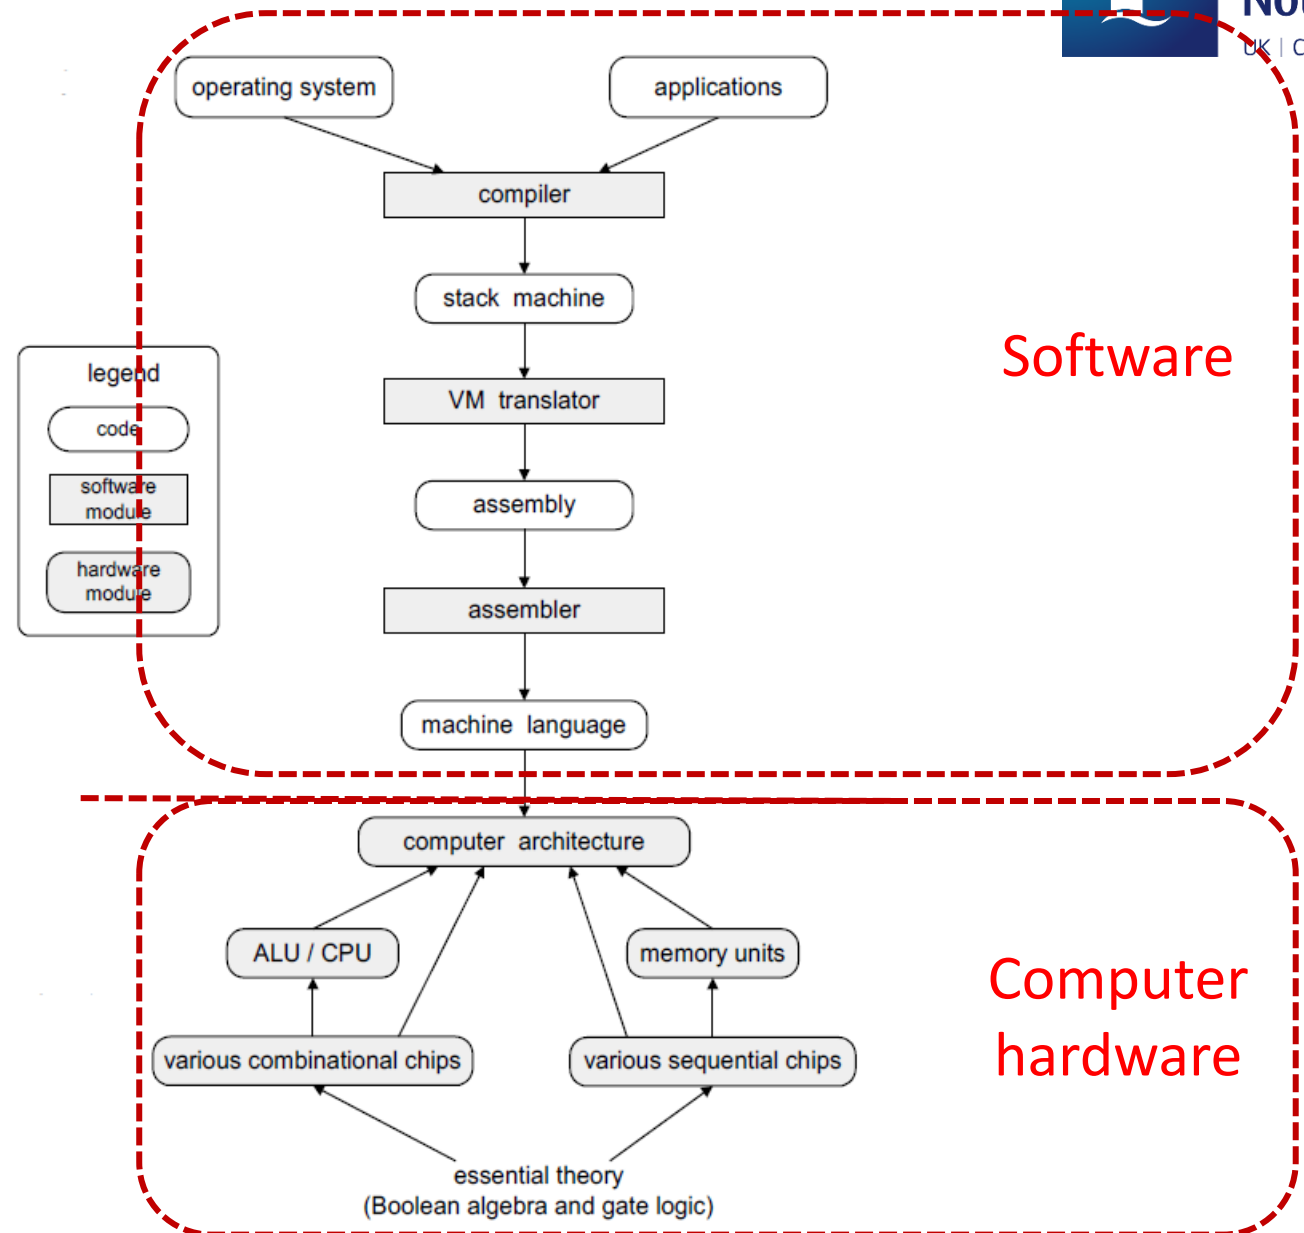 UK | C
operating system
applications
compiler
stack machine
Software
legend
VM translator
code
software
module
assembly
hardware
module
assembler
machine language
computer architecture
ALU / CPU
memory units
Computer
hardware
various combinational chips
various sequential chips
essential theory
(Boolean algebra and gate logic)